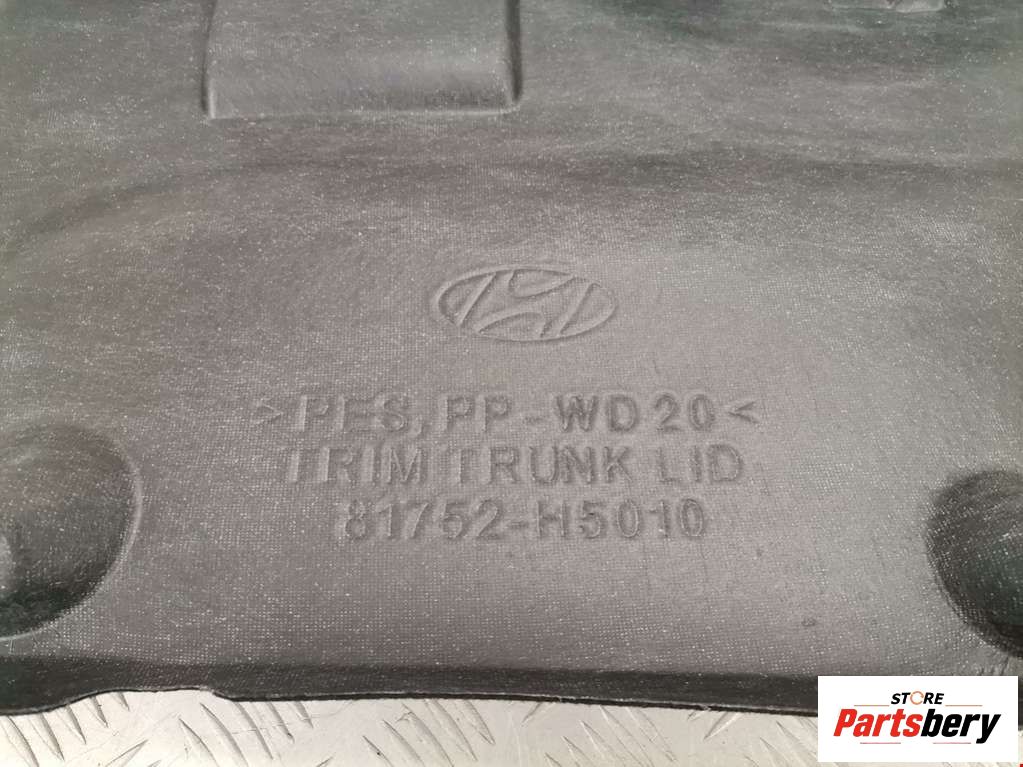 >PES, PP-WD20<
TRIM TRUNK LID
81752-H5010
STORE
Partsbery